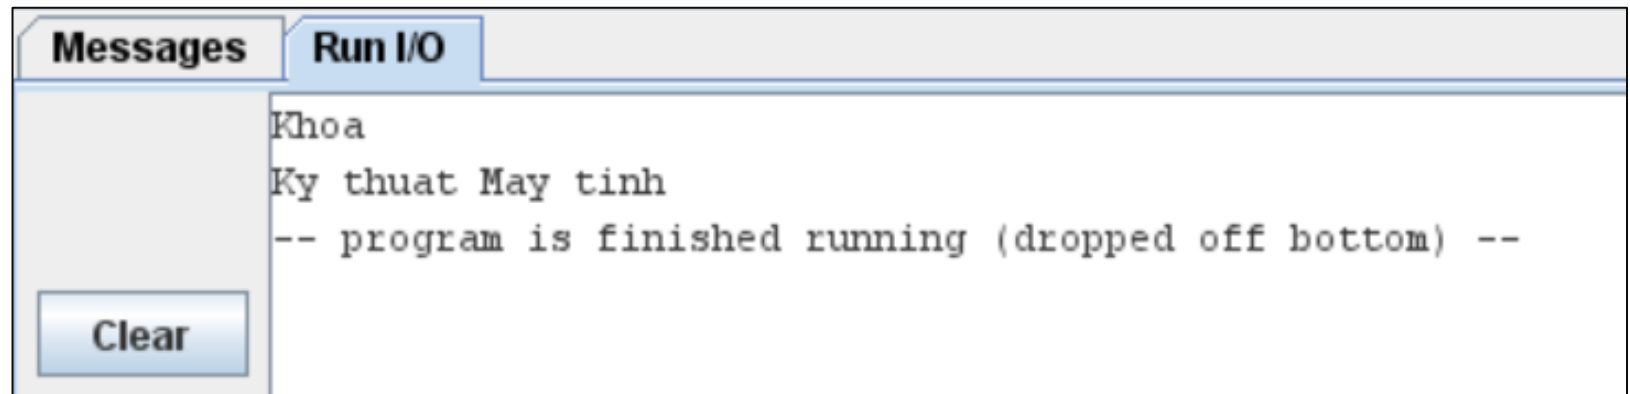 Messages Run I/O
Khoa
Ky thuat May tinh
-- program is finished running (dropped off bottom) --
Clear